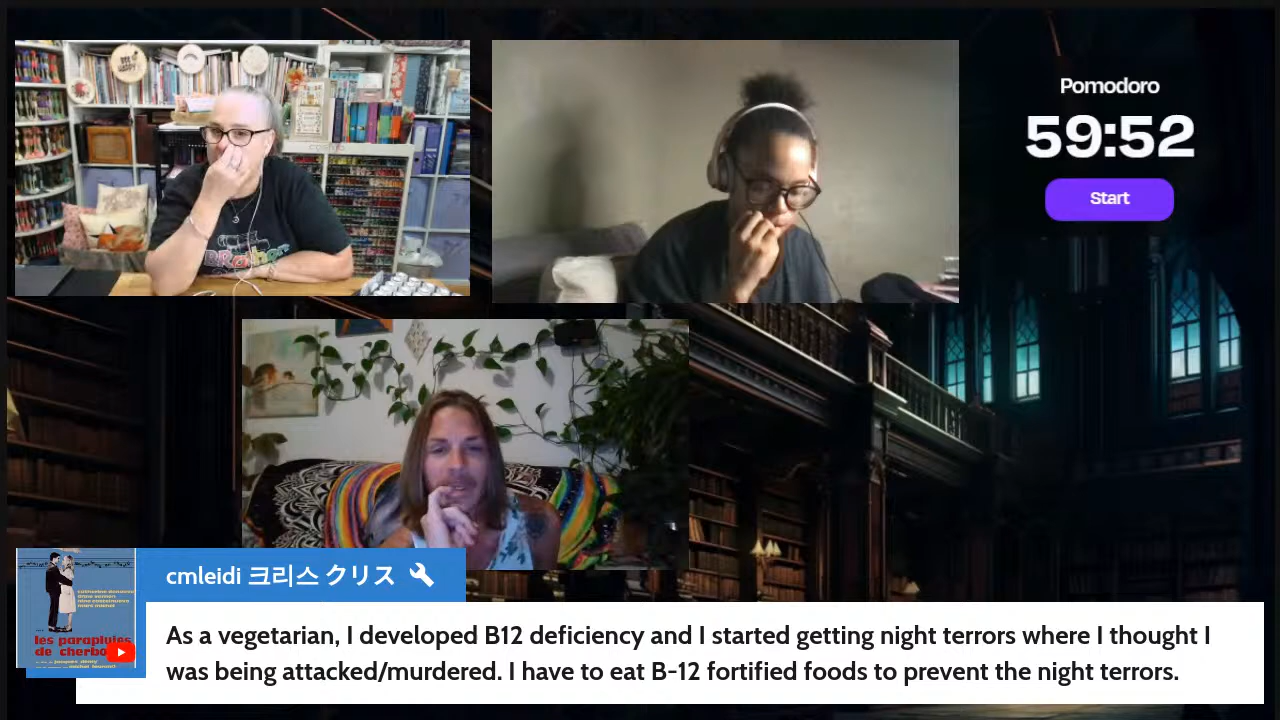 Pomodoro
59:52
Start
cmleidi 크리스 クリス
les parapluies
de cherbo
As a vegetarian, I developed B12 deficiency and I started getting night terrors where I thought I
was being attacked/murdered. I have to eat B-12 fortified foods to prevent the night terrors.